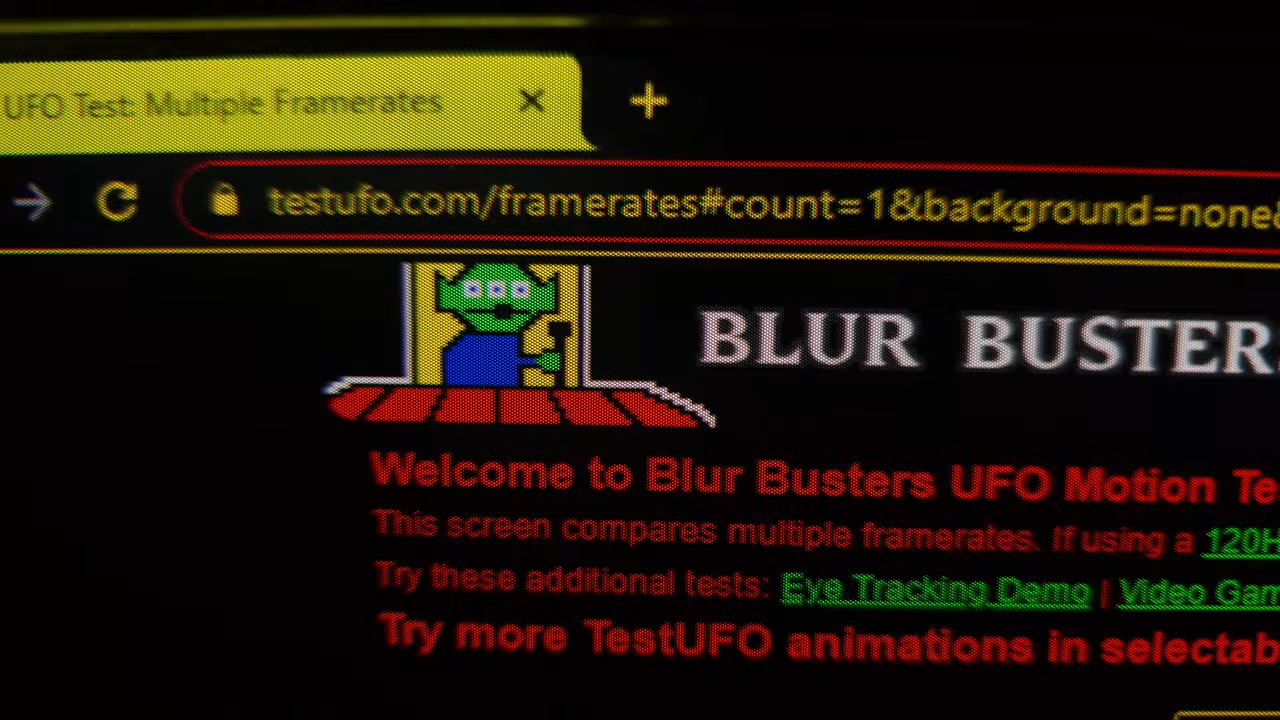 UFO Test: Multiple Framerates
testufo.com/framerates#count=1&background=none
BLUR BUSTER
Welcome to Blur Busters UFO Motion Te
This screen compares multiple framerates. If using a 120H
Try these additional tests: Eye Tracking Demo | Video Gam
Try more TestUFO animations in selectab